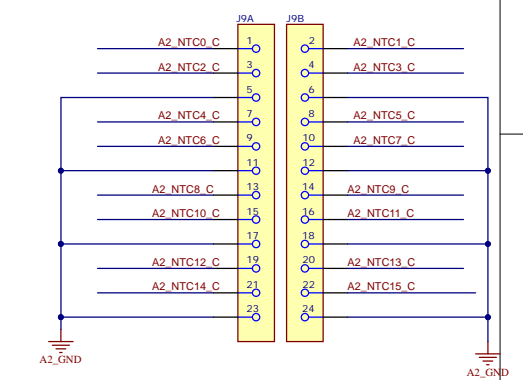 J9A J9B
A2_NTC0_C 1 2 A2_NTC1_C
A2_NTC2_C 3 4 A2_NTC3_C
5 6
A2_NTC4_C 7 8 A2_NTC5_C
A2_NTC6_C 9 10 A2_NTC7_C
11 12
A2_NTC8_C 13 14 A2_NTC9_C
A2_NTC10_C 15 16 A2_NTC11_C
17 18
A2_NTC12_C 19 20 A2_NTC13_C
A2_NTC14_C 21 22 A2_NTC15_C
23 24
A2_GND A2_GND